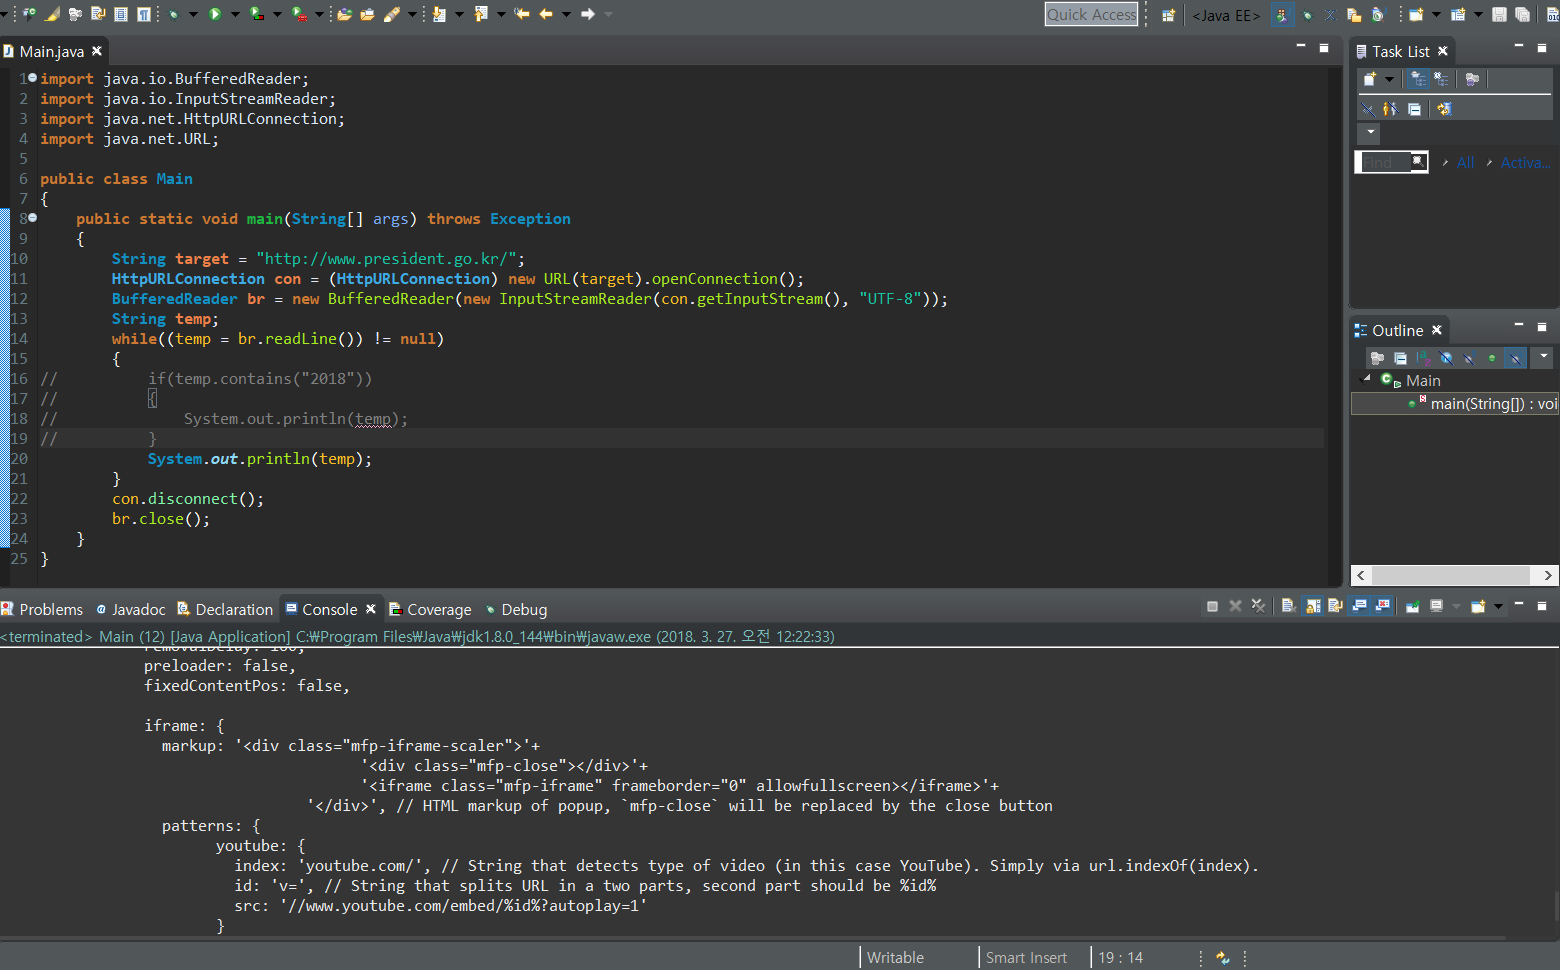 Quick Access
<Java EE>
Main.java
Task List
1 import java.io.BufferedReader;
2 import java.io.InputStreamReader;
3 import java.net.HttpURLConnection;
4 import java.net.URL;
5
6 public class Main
7 {
8     public static void main(String[] args) throws Exception
9     {
10         String target = "http://www.president.go.kr/";
11         HttpURLConnection con = (HttpURLConnection) new URL(target).openConnection();
12         BufferedReader br = new BufferedReader(new InputStreamReader(con.getInputStream(), "UTF-8"));
13         String temp;
14         while((temp = br.readLine()) != null)
15         {
16 //          if(temp.contains("2018"))
17 //          {
18 //              System.out.println(temp);
19 //          }
20             System.out.println(temp);
21         }
22         con.disconnect();
23         br.close();
24     }
25 }
Find
All
Activa...
Outline
Main
main(String[]) : voi
Problems
Javadoc
Declaration
Console
Coverage
Debug
<terminated> Main (12) [Java Application] C:₩Program Files₩Java₩jdk1.8.0_144₩bin₩javaw.exe (2018. 3. 27. 오전 12:22:33)
removalDelay: 160,
preloader: false,
fixedContentPos: false,
iframe: {
markup: '<div class="mfp-iframe-scaler">'+
'<div class="mfp-close"></div>'+
'<iframe class="mfp-iframe" frameborder="0" allowfullscreen></iframe>'+
'</div>', // HTML markup of popup, `mfp-close` will be replaced by the close button
patterns: {
youtube: {
index: 'youtube.com/', // String that detects type of video (in this case YouTube). Simply via url.indexOf(index).
id: 'v=', // String that splits URL in a two parts, second part should be %id%
src: '//www.youtube.com/embed/%id%?autoplay=1'
}
Writable
Smart Insert
19 : 14